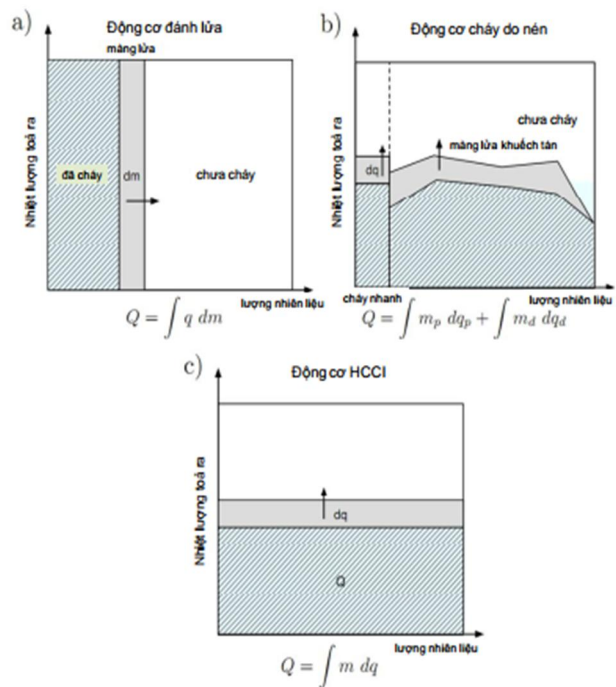 a)
Động cơ đánh lửa
màng lửa
Nhiệt lượng toả ra
đã cháy
dm
chưa cháy
lượng nhiên liệu
Q = ∫ q dm
b)
Động cơ cháy do nén
Nhiệt lượng toả ra
chưa cháy
màng lửa khuếch tán
dq
cháy nhanh
lượng nhiên liệu
Q = ∫ m_p dq_p + ∫ m_d dq_d
c)
Động cơ HCCI
Nhiệt lượng toả ra
dq
Q
lượng nhiên liệu
Q = ∫ m dq